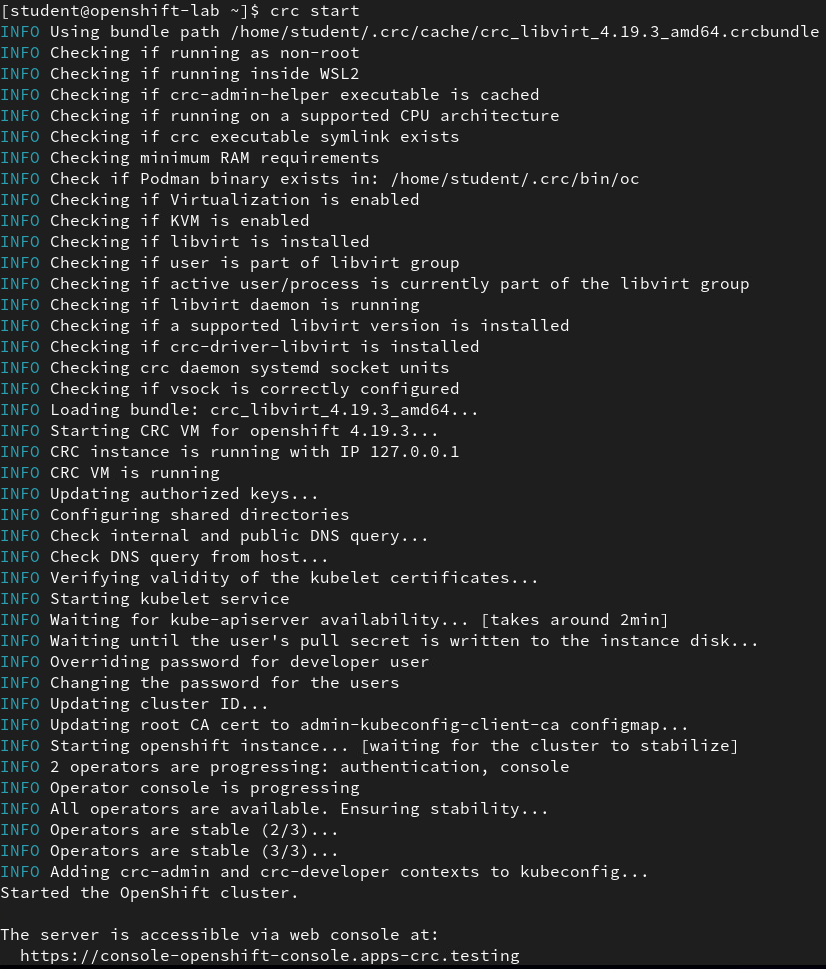 [student@openshift-lab ~]$ crc start
INFO Using bundle path /home/student/.crc/cache/crc_libvirt_4.19.3_amd64.crcbundle
INFO Checking if running as non-root
INFO Checking if running inside WSL2
INFO Checking if crc-admin-helper executable is cached
INFO Checking if running on a supported CPU architecture
INFO Checking if crc executable symlink exists
INFO Checking minimum RAM requirements
INFO Check if Podman binary exists in: /home/student/.crc/bin/oc
INFO Checking if Virtualization is enabled
INFO Checking if KVM is enabled
INFO Checking if libvirt is installed
INFO Checking if user is part of libvirt group
INFO Checking if active user/process is currently part of the libvirt group
INFO Checking if libvirt daemon is running
INFO Checking if a supported libvirt version is installed
INFO Checking if crc-driver-libvirt is installed
INFO Checking crc daemon systemd socket units
INFO Checking if vsock is correctly configured
INFO Loading bundle: crc_libvirt_4.19.3_amd64...
INFO Starting CRC VM for openshift 4.19.3...
INFO CRC instance is running with IP 127.0.0.1
INFO CRC VM is running
INFO Updating authorized keys...
INFO Configuring shared directories
INFO Check internal and public DNS query...
INFO Check DNS query from host...
INFO Verifying validity of the kubelet certificates...
INFO Starting kubelet service
INFO Waiting for kube-apiserver availability... [takes around 2min]
INFO Waiting until the user's pull secret is written to the instance disk...
INFO Overriding password for developer user
INFO Changing the password for the users
INFO Updating cluster ID...
INFO Updating root CA cert to admin-kubeconfig-client-ca configmap...
INFO Starting openshift instance... [waiting for the cluster to stabilize]
INFO 2 operators are progressing: authentication, console
INFO Operator console is progressing
INFO All operators are available. Ensuring stability...
INFO Operators are stable (2/3)...
INFO Operators are stable (3/3)...
INFO Adding crc-admin and crc-developer contexts to kubeconfig...
Started the OpenShift cluster.

The server is accessible via web console at:
  https://console-openshift-console.apps-crc.testing